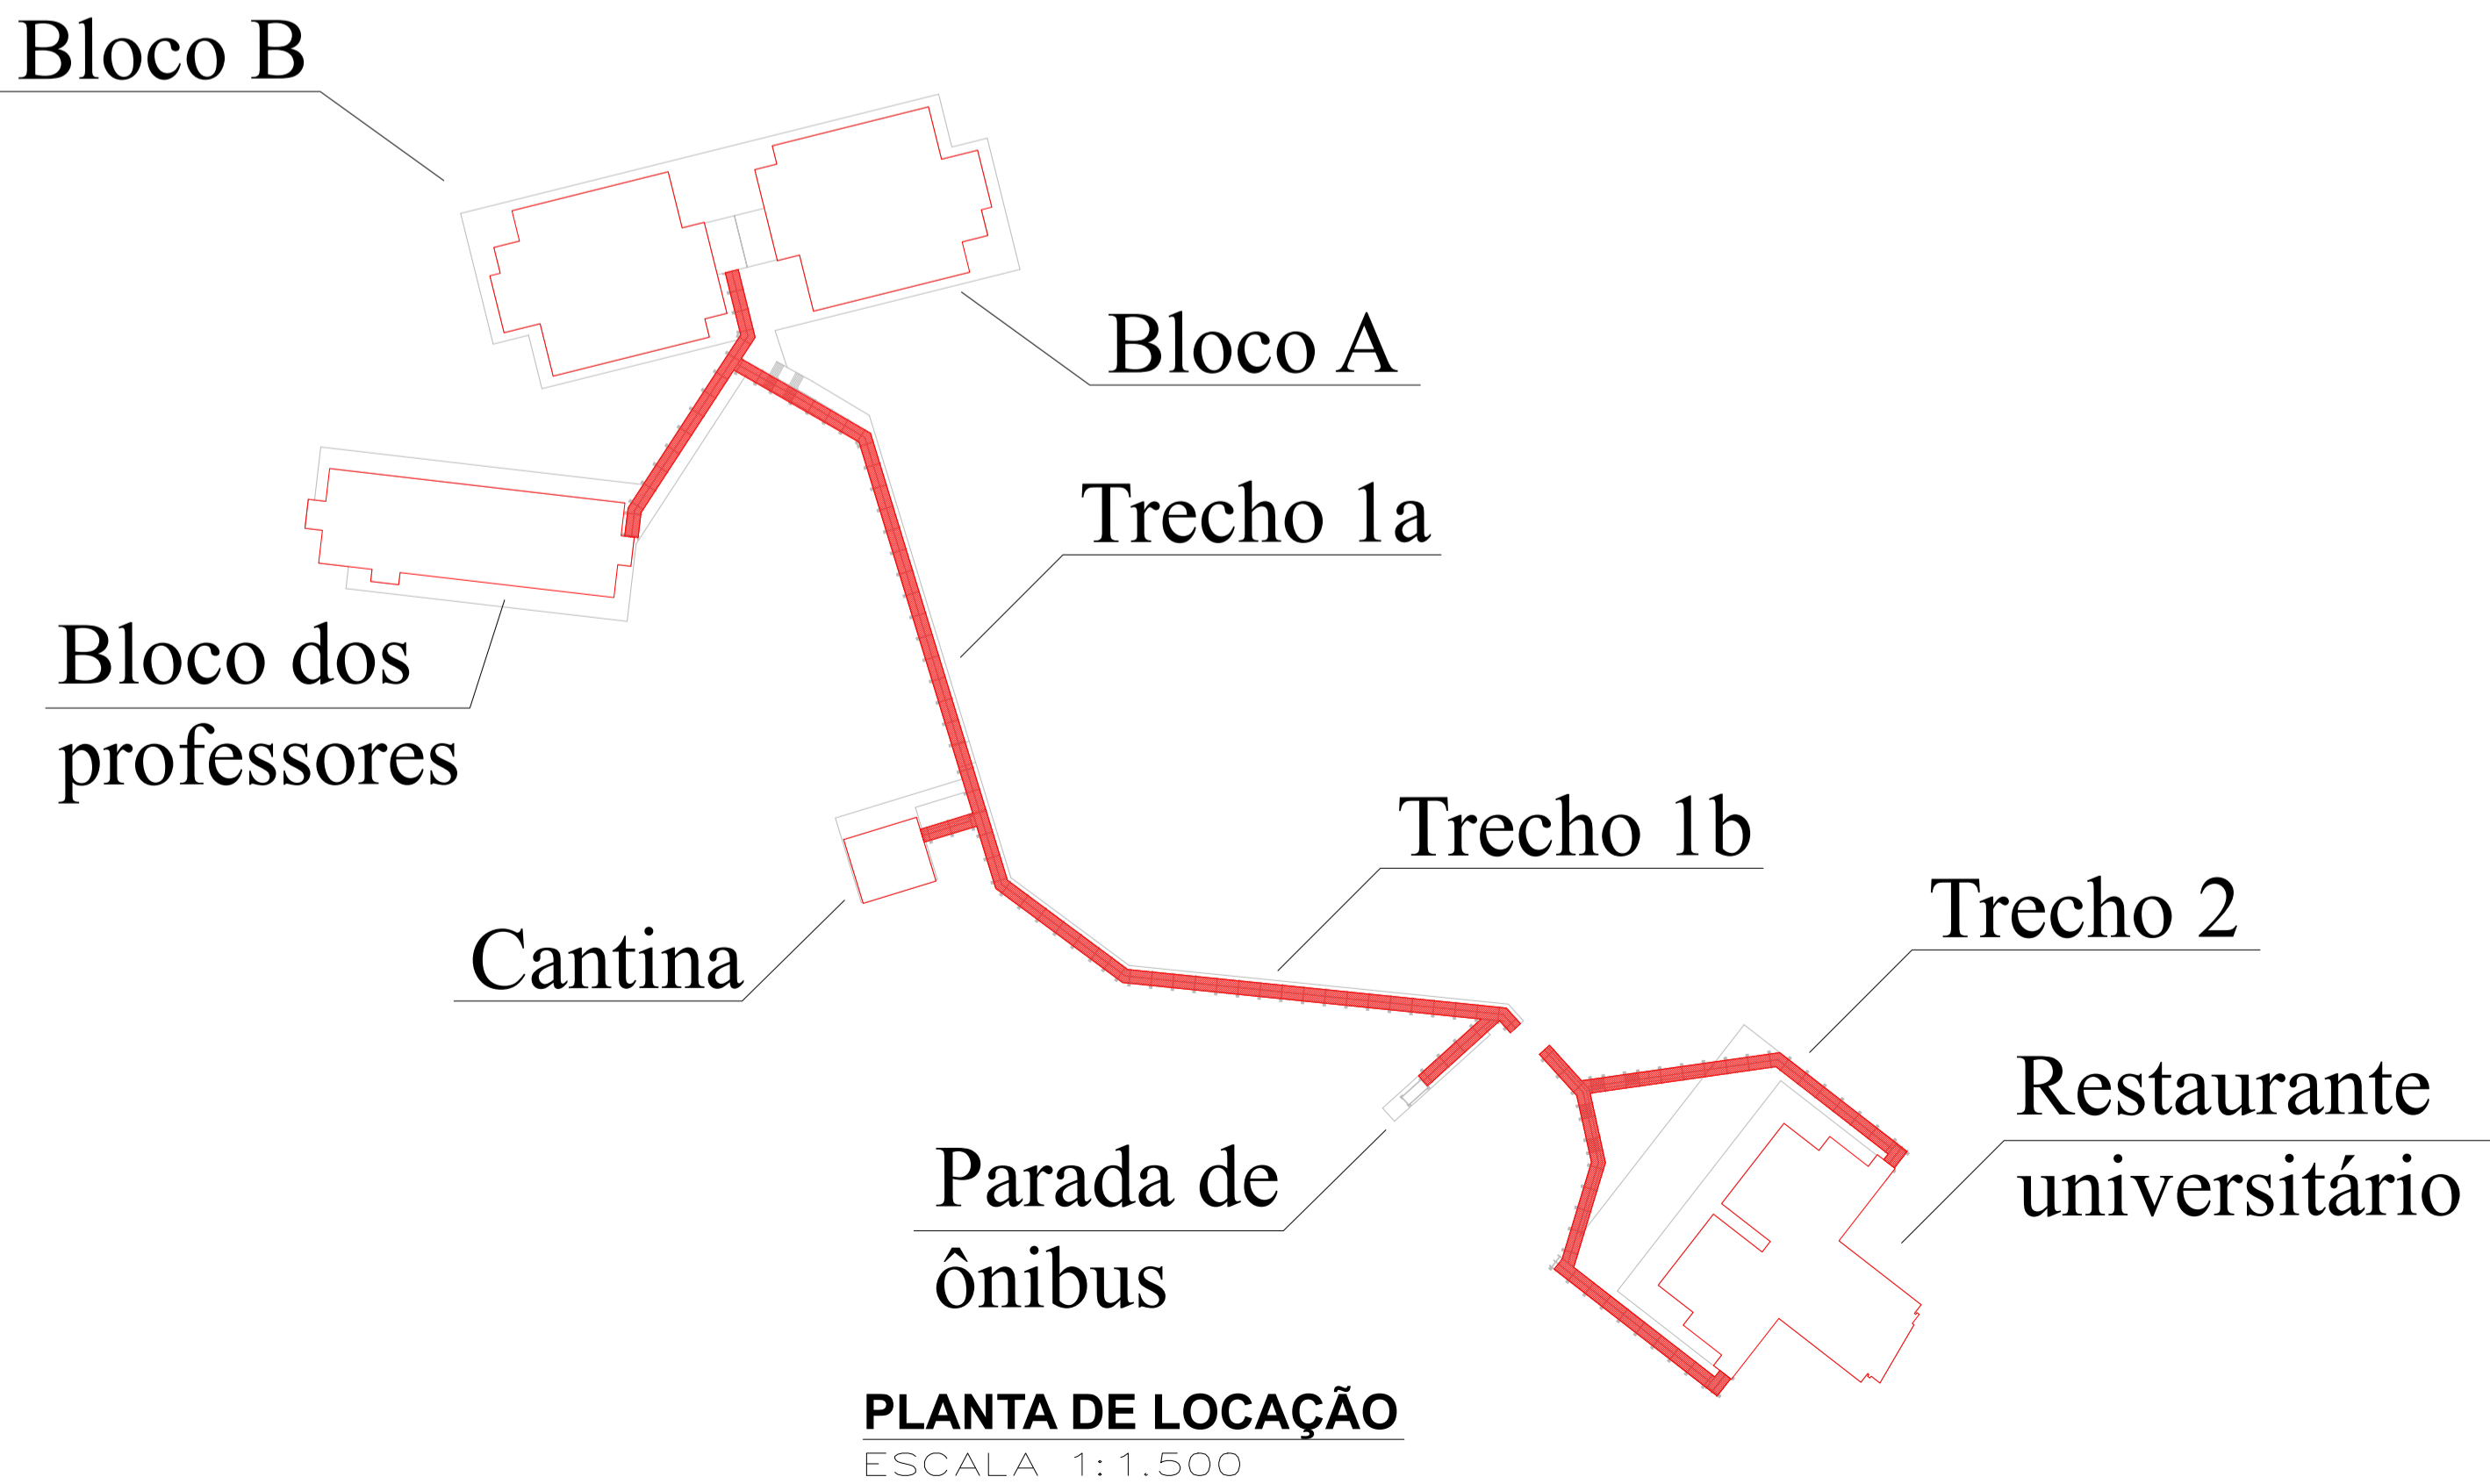 Bloco B
Bloco A
Trecho 1a
Bloco dos
professores
Trecho 1b
Trecho 2
Cantina
Restaurante
universitário
Parada de
ônibus
PLANTA DE LOCAÇÃO
ESCALA 1:1.500